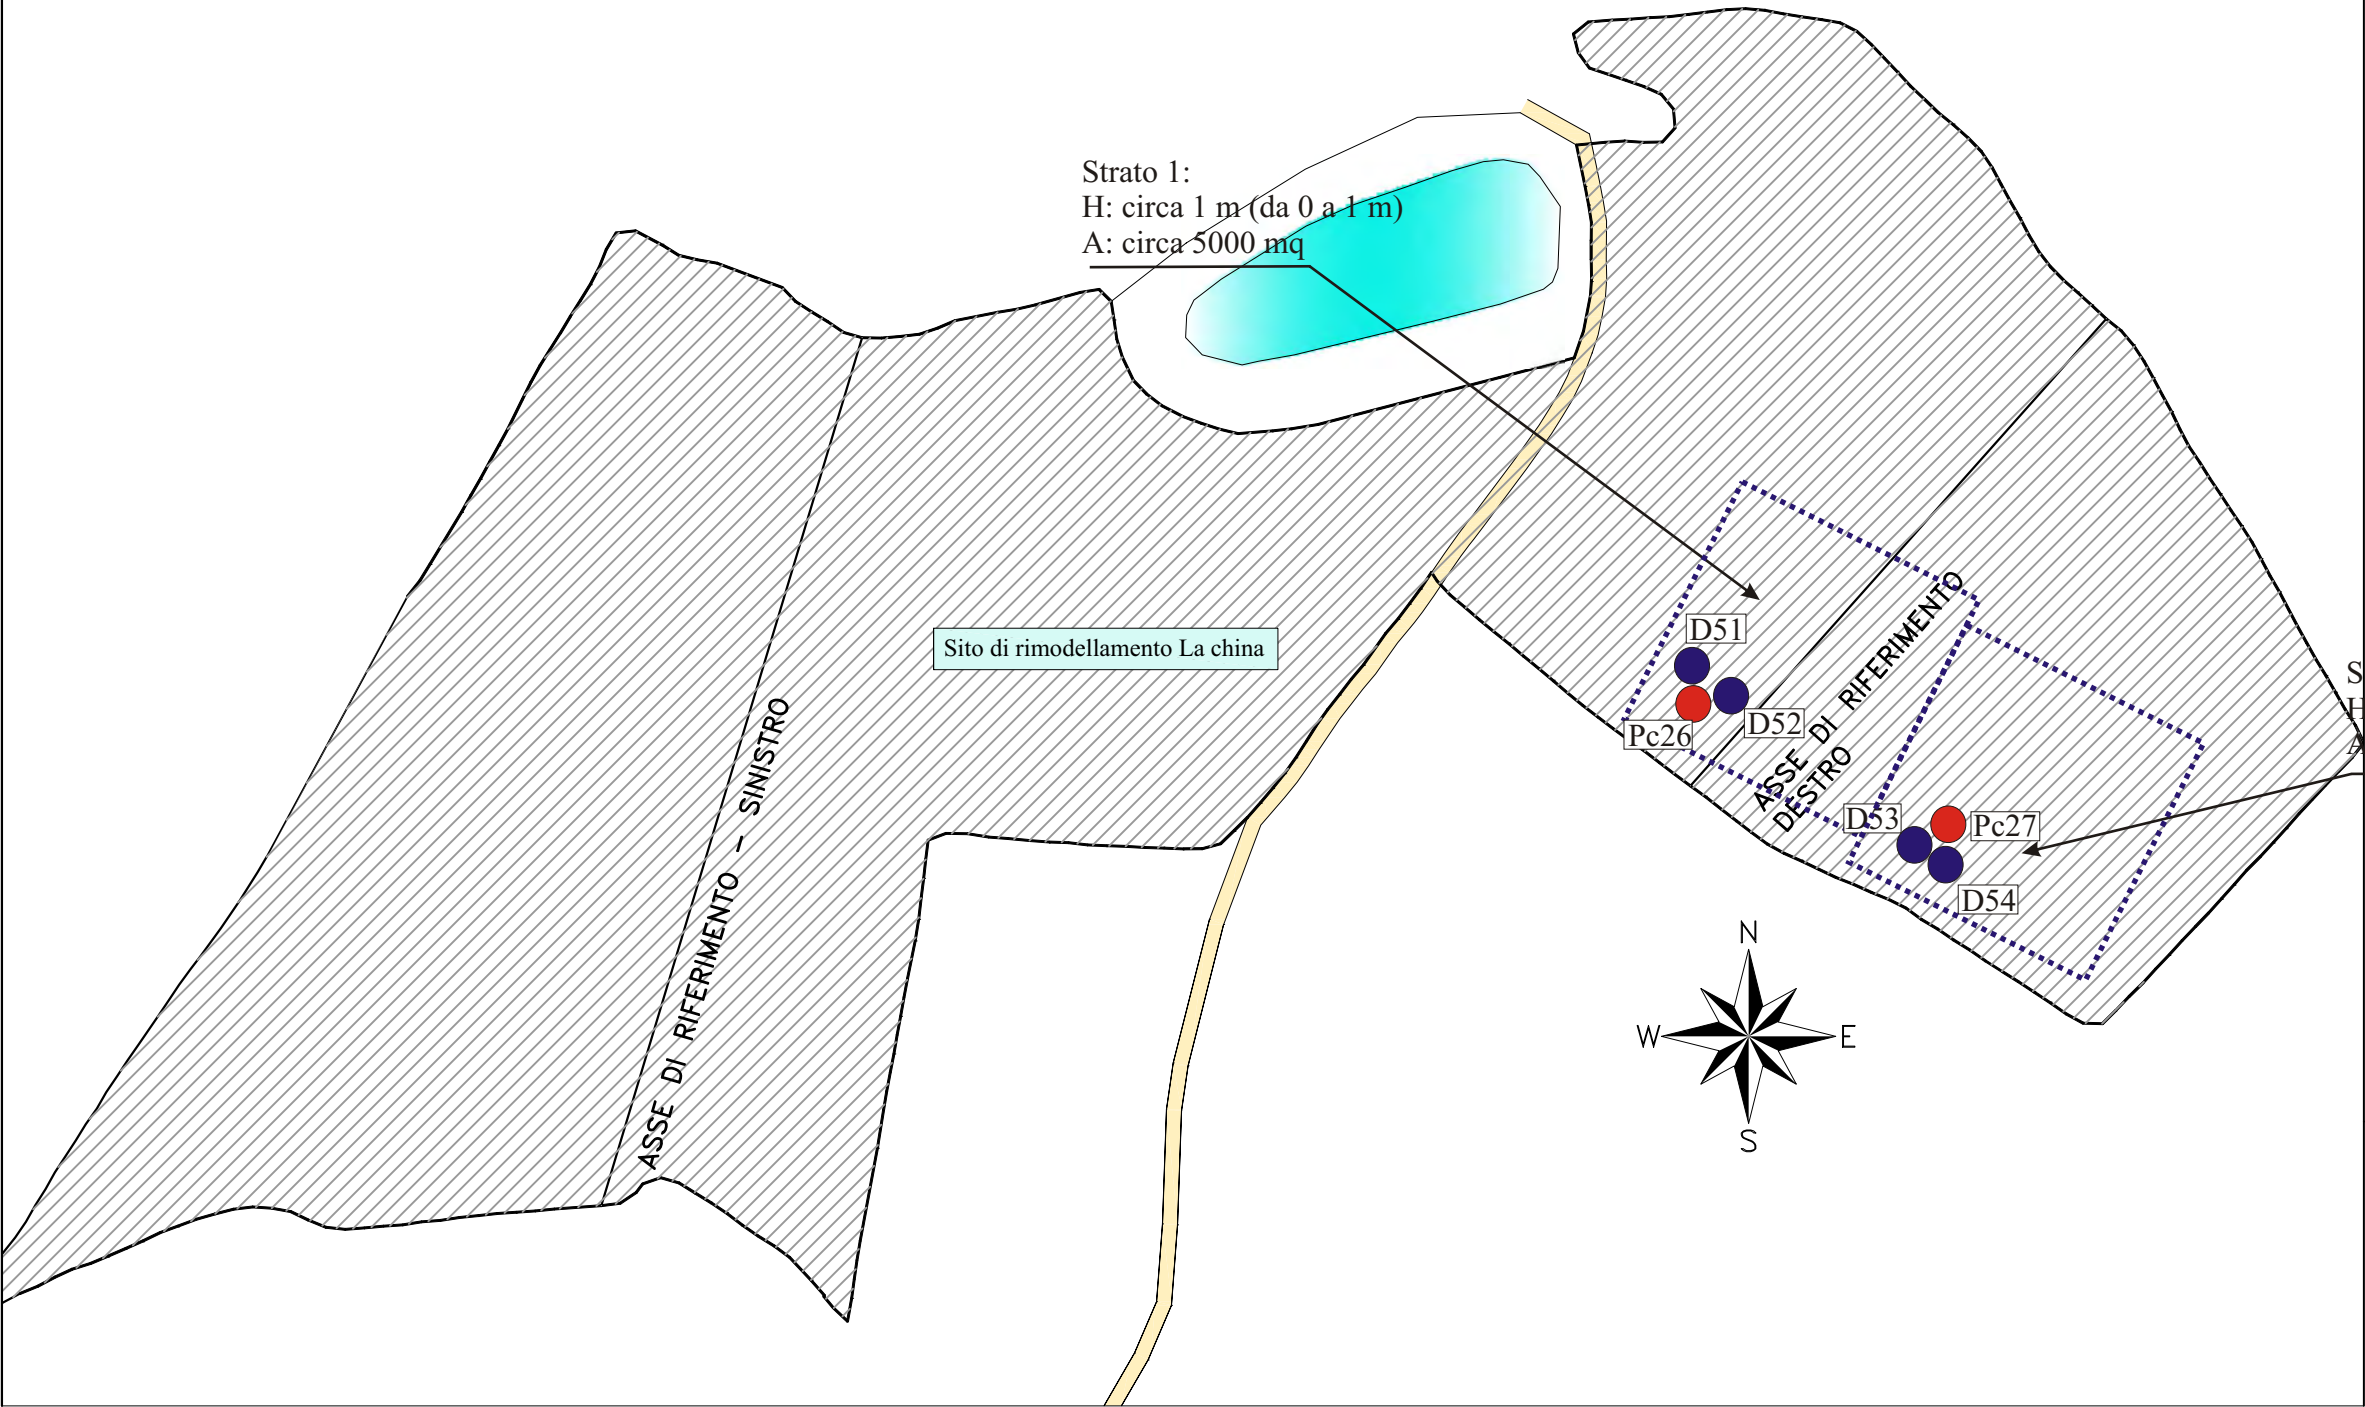 Strato 1:
H: circa 1 m (da 0 a 1 m)
A: circa 5000 mq
Sito di rimodellamento La china
ASSE DI RIFERIMENTO - SINISTRO
D51
D52
Pc26
ASSE DI RIFERIMENTO
DESTRO
D53
Pc27
D54
S
H
A
N
W
E
S